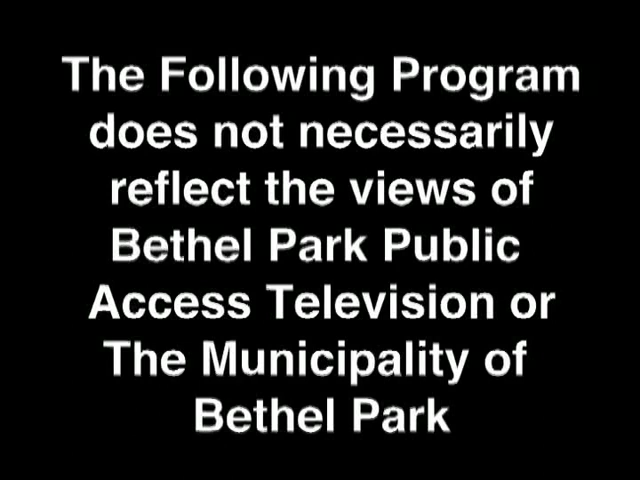 The Following Program
does not necessarily
reflect the views of
Bethel Park Public
Access Television or
The Municipality of
Bethel Park